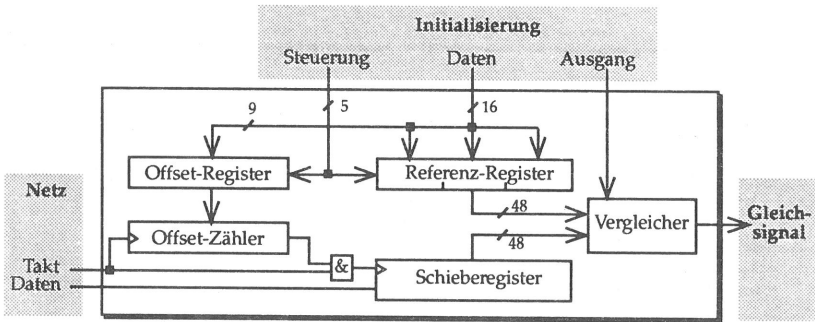 Initialisierung
Steuerung Daten Ausgang
9 5 16
Offset-Register Referenz-Register
Netz
48
Vergleicher
Gleich-
signal
Offset-Zähler
48
Takt
&
Daten
Schieberegister